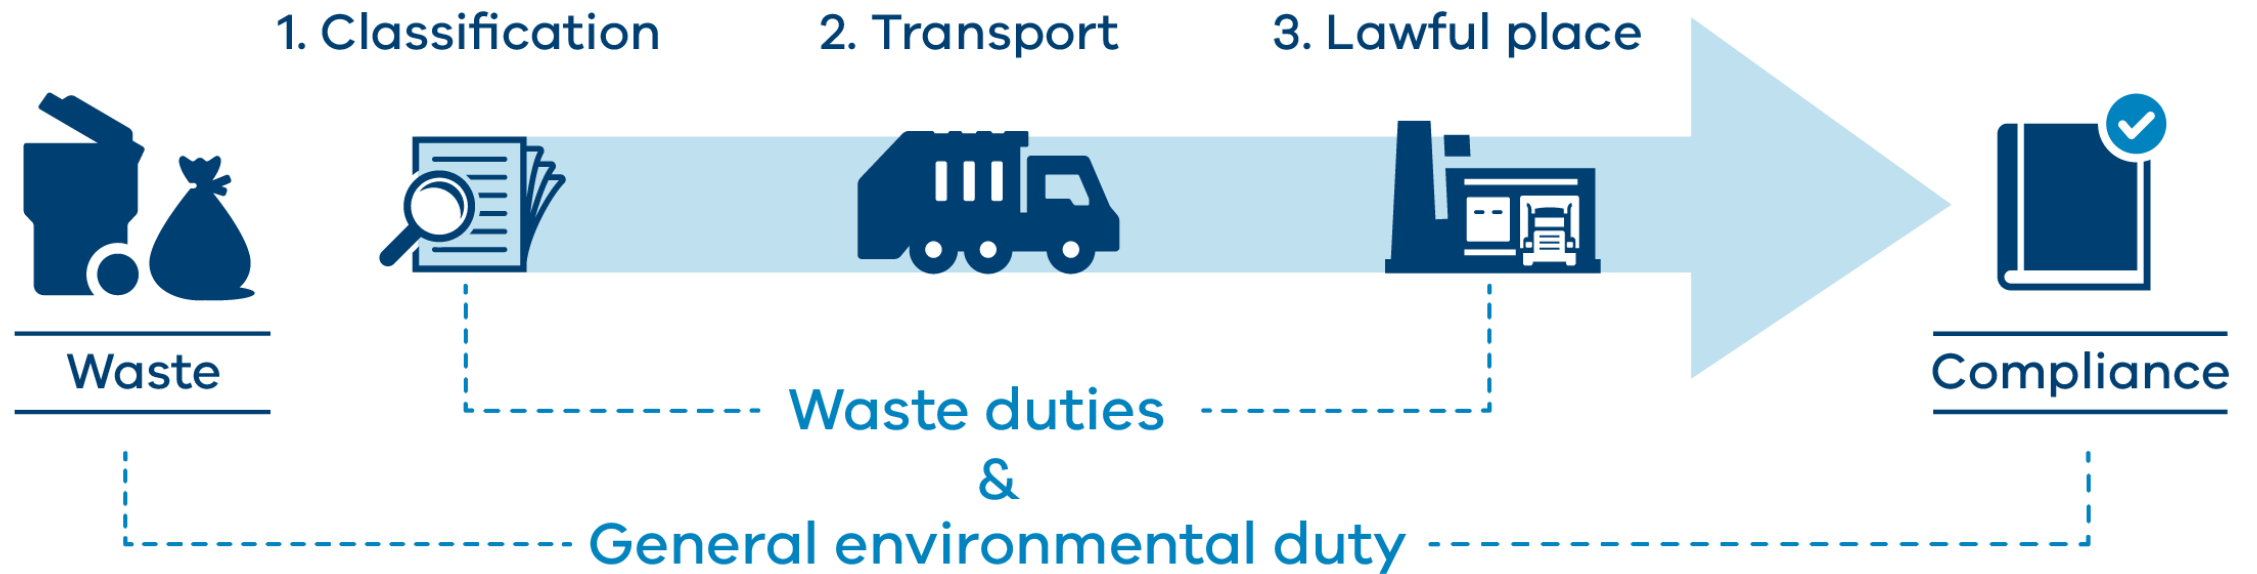 1. Classification
2. Transport
3. Lawful place
Waste
Compliance
Waste duties
&
General environmental duty